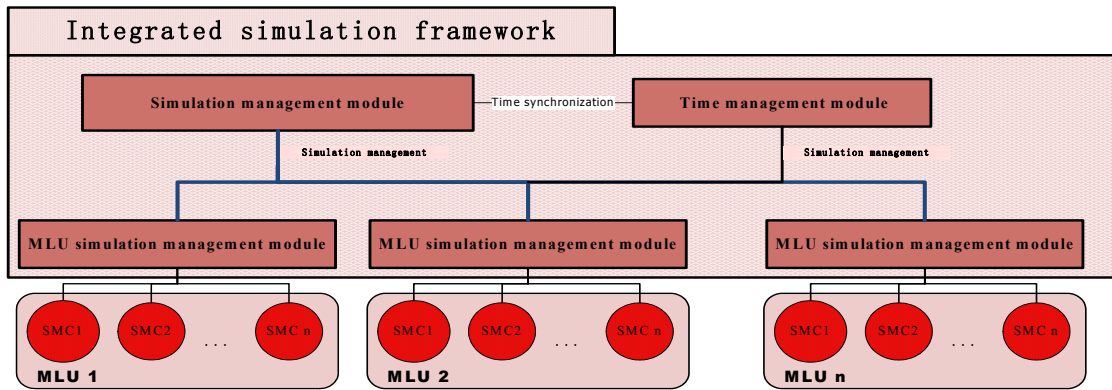 Integrated simulation framework
Simulation management module
Time synchronization
Time management module
Simulation management
Simulation management
MLU simulation management module
MLU simulation management module
MLU simulation management module
SMC1
SMC2
...
SMC n
SMC1
SMC2
...
SMC n
SMC1
SMC2
...
SMC n
MLU 1
MLU 2
MLU n